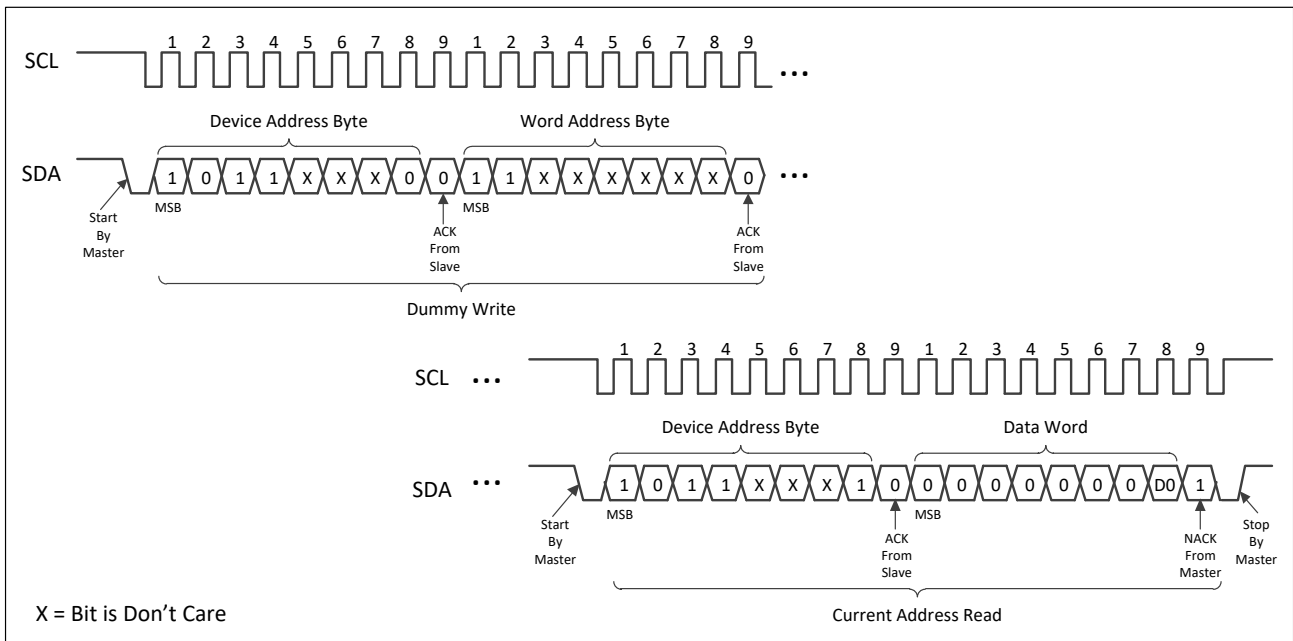 1 2 3 4 5 6 7 8 9 1 2 3 4 5 6 7 8 9
SCL ...
Device Address Byte Word Address Byte
SDA 1 0 1 1 X X X 0 0 1 1 X X X X X X 0 ...
MSB MSB
Start
By
Master
ACK
From
Slave
ACK
From
Slave
Dummy Write
1 2 3 4 5 6 7 8 9 1 2 3 4 5 6 7 8 9
SCL ...
Device Address Byte Data Word
SDA ... 1 0 1 1 X X X 1 0 0 0 0 0 0 0 0 D0 1
MSB MSB
Start
By
Master
ACK
From
Slave
NACK
From
Master
Stop
By
Master
Current Address Read
X = Bit is Don’t Care